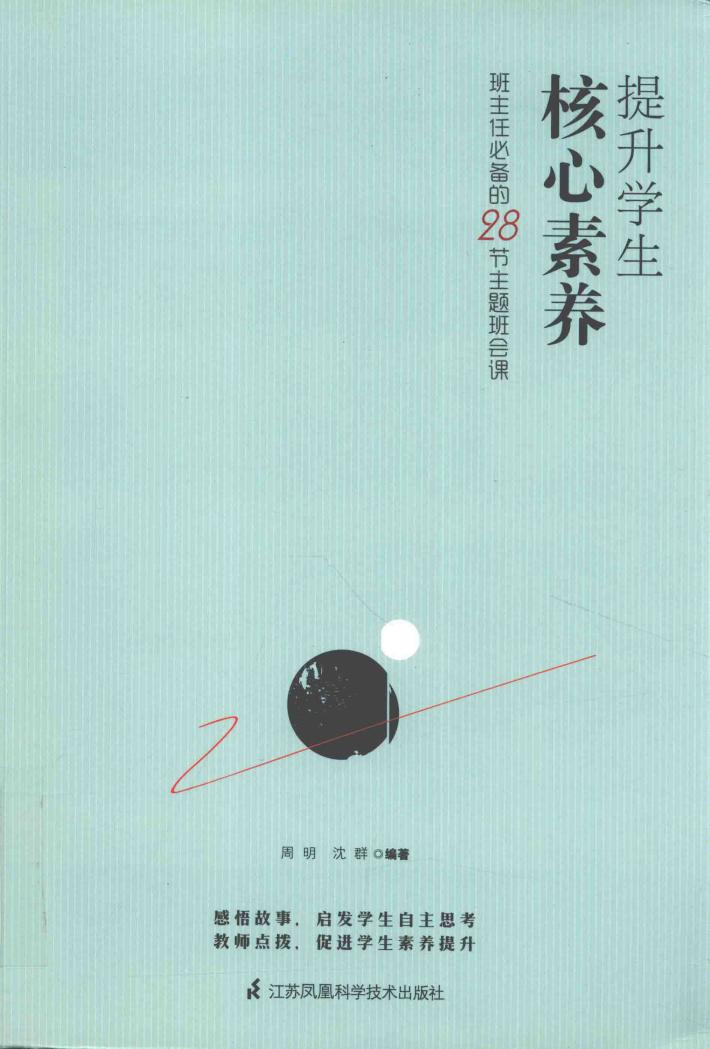 提升学生
核心素养
班主任必备的28节主题班会课
周明 沈群◎编著
感悟故事，启发学生自主思考
教师点拨，促进学生素养提升
江苏凤凰科学技术出版社